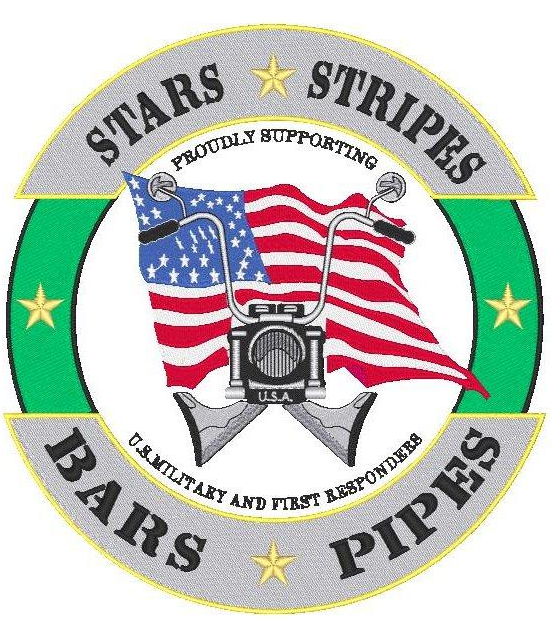 STARS STRIPES
PROUDLY SUPPORTING
U.S.A.
U.S.MILITARY AND FIRST RESPONDERS
BARS PIPES